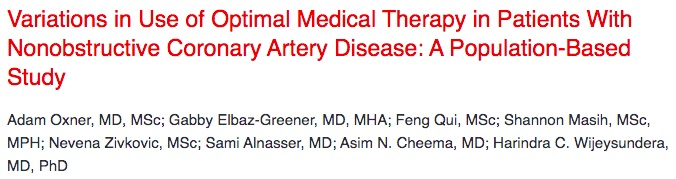 Variations in Use of Optimal Medical Therapy in Patients With
Nonobstructive Coronary Artery Disease: A Population-Based
Study
Adam Oxner, MD, MSc; Gabby Elbaz-Greener, MD, MHA; Feng Qui, MSc; Shannon Masih, MSc,
MPH; Nevena Zivkovic, MSc; Sami Alnasser, MD; Asim N. Cheema, MD; Harindra C. Wijeysundera,
MD, PhD